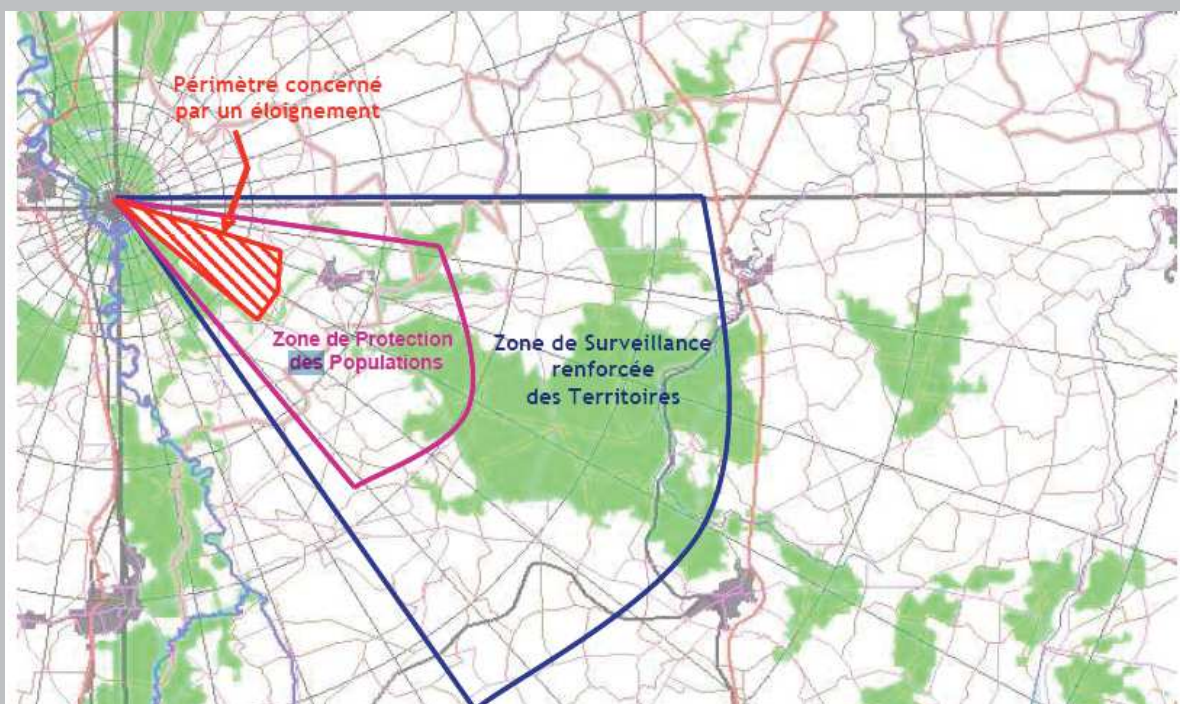 Périmètre concerné
par un éloignement
Zone de Protection
des Populations
Zone de Surveillance
renforcée
des Territoires